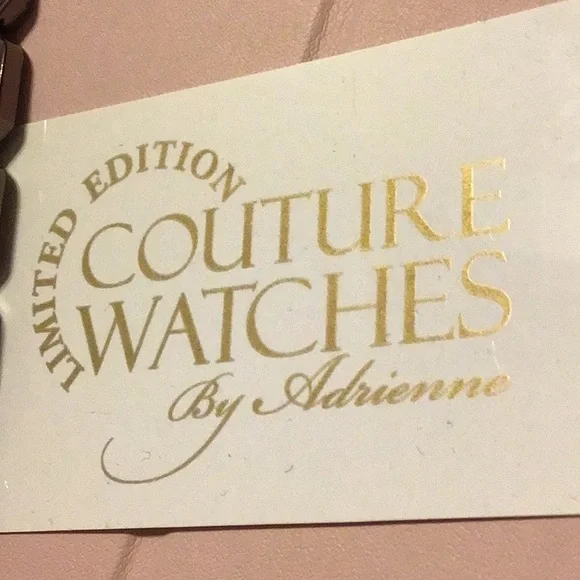 LIMITED EDITION
COUTURE
WATCHES
By Adrienne